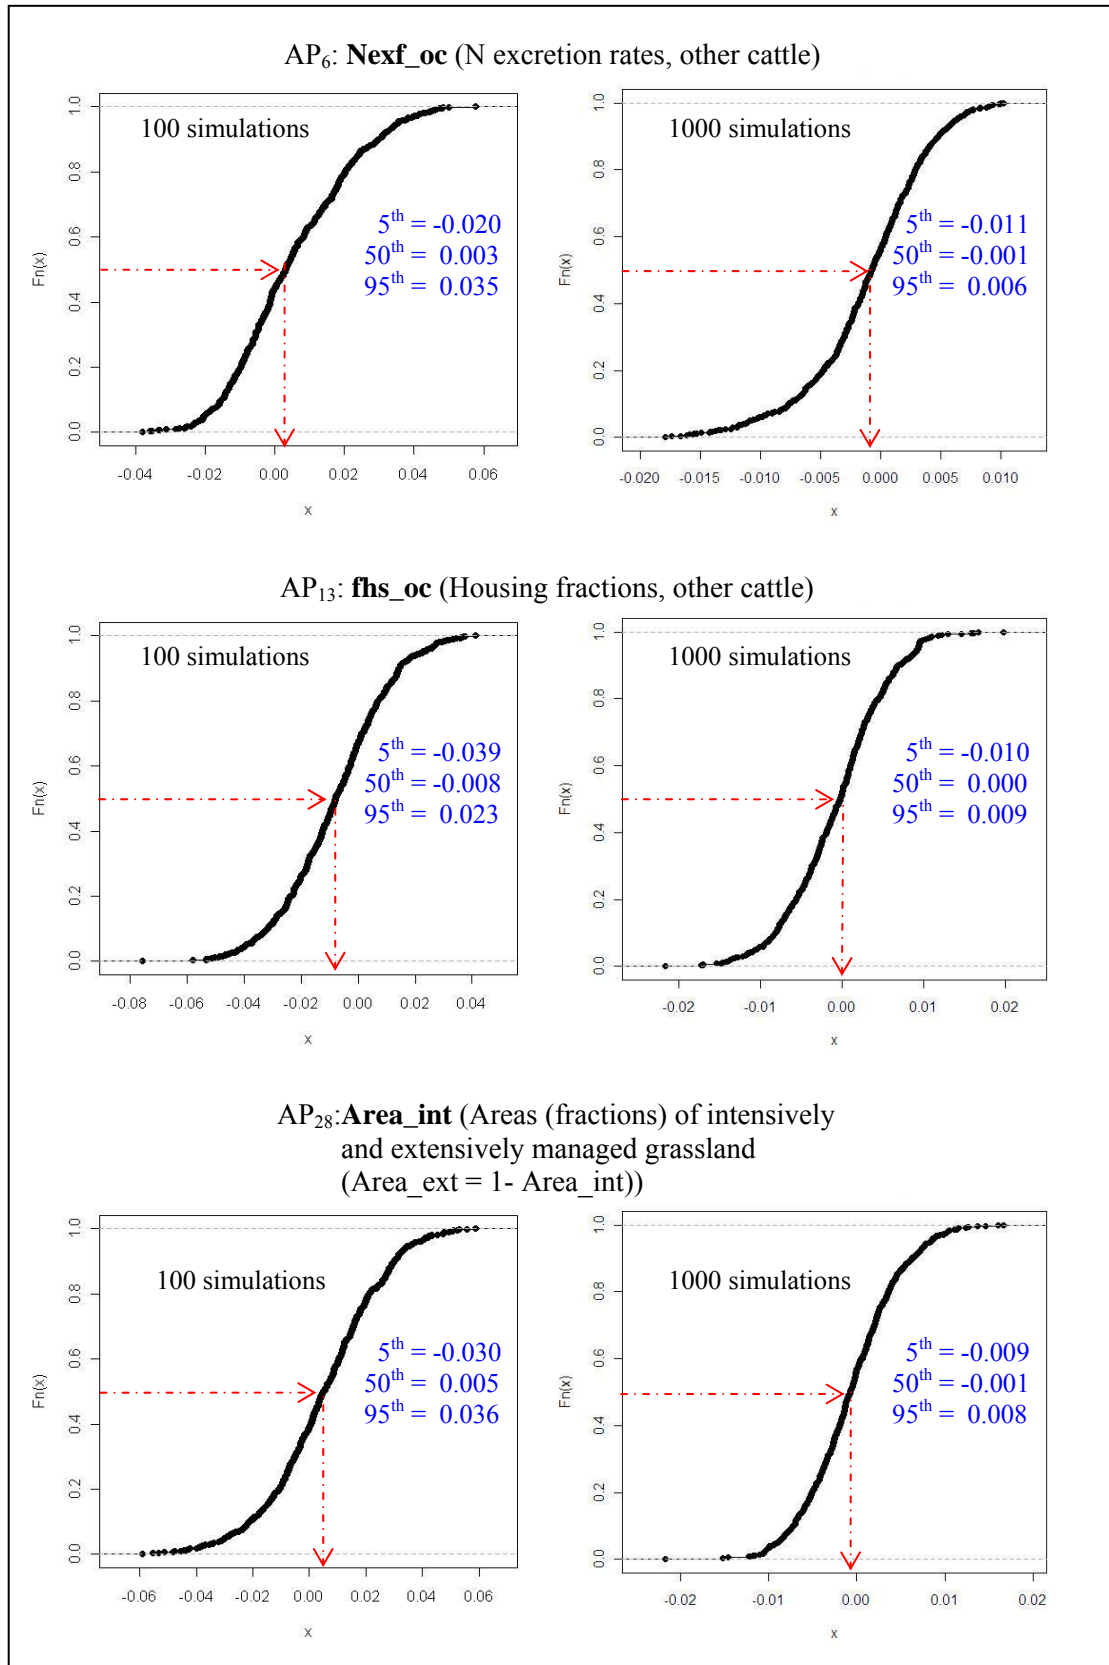 AP6: Nexf_oc (N excretion rates, other cattle)
100 simulations
5th = -0.020
50th = 0.003
95th = 0.035
Fn(x)
0.0 0.2 0.4 0.6 0.8 1.0
-0.04 -0.02 0.00 0.02 0.04 0.06
x
1000 simulations
5th = -0.011
50th = -0.001
95th = 0.006
Fn(x)
0.0 0.2 0.4 0.6 0.8 1.0
-0.020 -0.015 -0.010 -0.005 0.000 0.005 0.010
x
AP13: fhs_oc (Housing fractions, other cattle)
100 simulations
5th = -0.039
50th = -0.008
95th = 0.023
Fn(x)
0.0 0.2 0.4 0.6 0.8 1.0
-0.08 -0.06 -0.04 -0.02 0.00 0.02 0.04
x
1000 simulations
5th = -0.010
50th = 0.000
95th = 0.009
Fn(x)
0.0 0.2 0.4 0.6 0.8 1.0
-0.02 -0.01 0.00 0.01 0.02
x
AP28:Area_int (Areas (fractions) of intensively
and extensively managed grassland
(Area_ext = 1- Area_int))
100 simulations
5th = -0.030
50th = 0.005
95th = 0.036
Fn(x)
0.0 0.2 0.4 0.6 0.8 1.0
-0.06 -0.04 -0.02 0.00 0.02 0.04 0.06
x
1000 simulations
5th = -0.009
50th = -0.001
95th = 0.008
Fn(x)
0.0 0.2 0.4 0.6 0.8 1.0
-0.02 -0.01 0.00 0.01 0.02
x